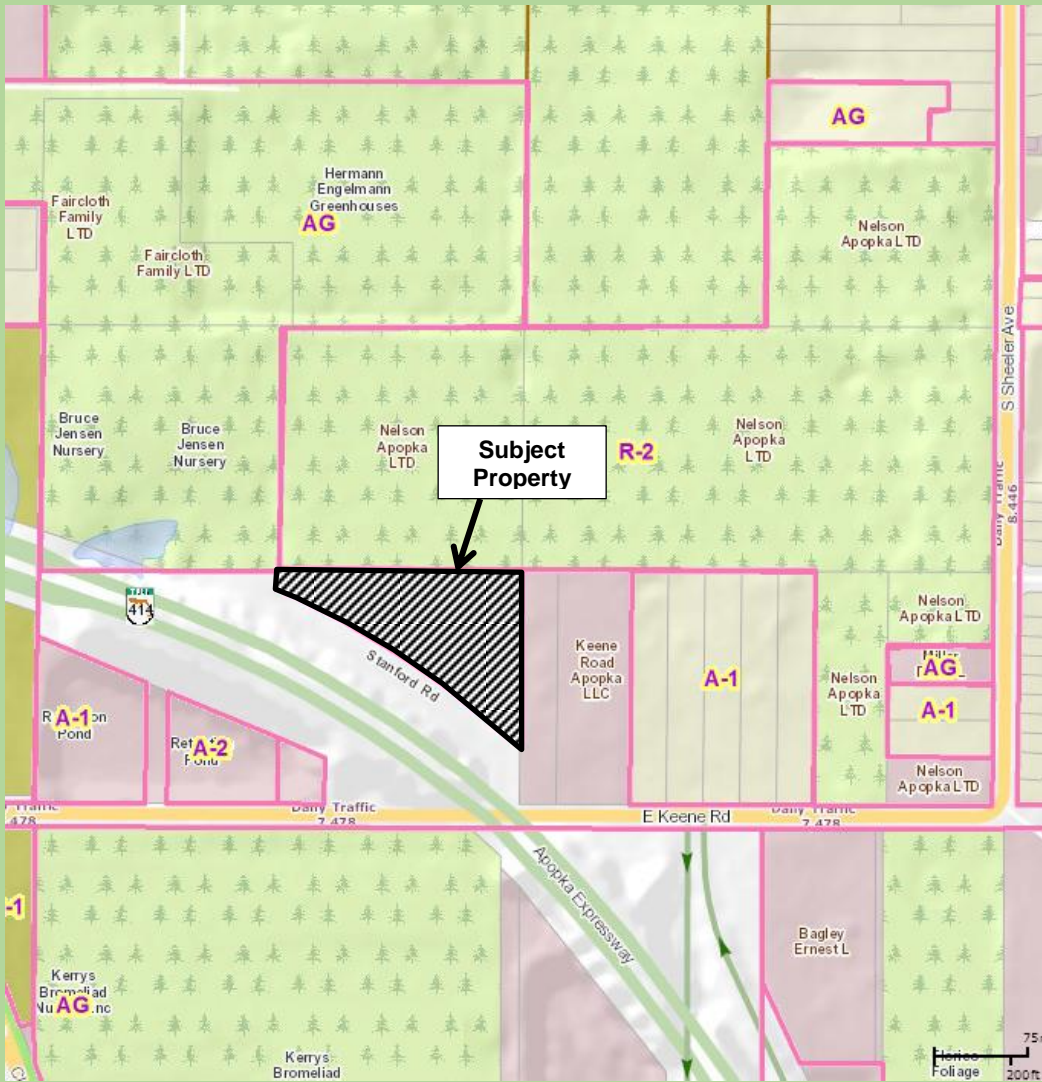 AG
Hermann
Engelmann
Greenhouses
AG
Faircloth
Family
LTD
Faircloth
Family LTD
Nelson
Apopka LTD
S Sheeler Ave
Daily Traffic
8,446
Bruce
Jensen
Nursery
Bruce
Jensen
Nursery
Nelson
Apopka
LTD
Subject
Property
R-2
Nelson
Apopka
LTD
414
Stanford Rd
Keene
Road
Apopka
LLC
A-1
Nelson
Apopka
LTD
Nelson
Apopka LTD
AG
A-1
Nelson
Apopka LTD
A-1
Pond
A-2
Traffic
478
Daily Traffic
7,478
E Keene Rd
Daily Traffic
7,478
Apopka Expressway
Bagley
Ernest L
-1
Kerrys
Bromeliad
AG
Kerrys
Bromeliad
Foliage
200ft